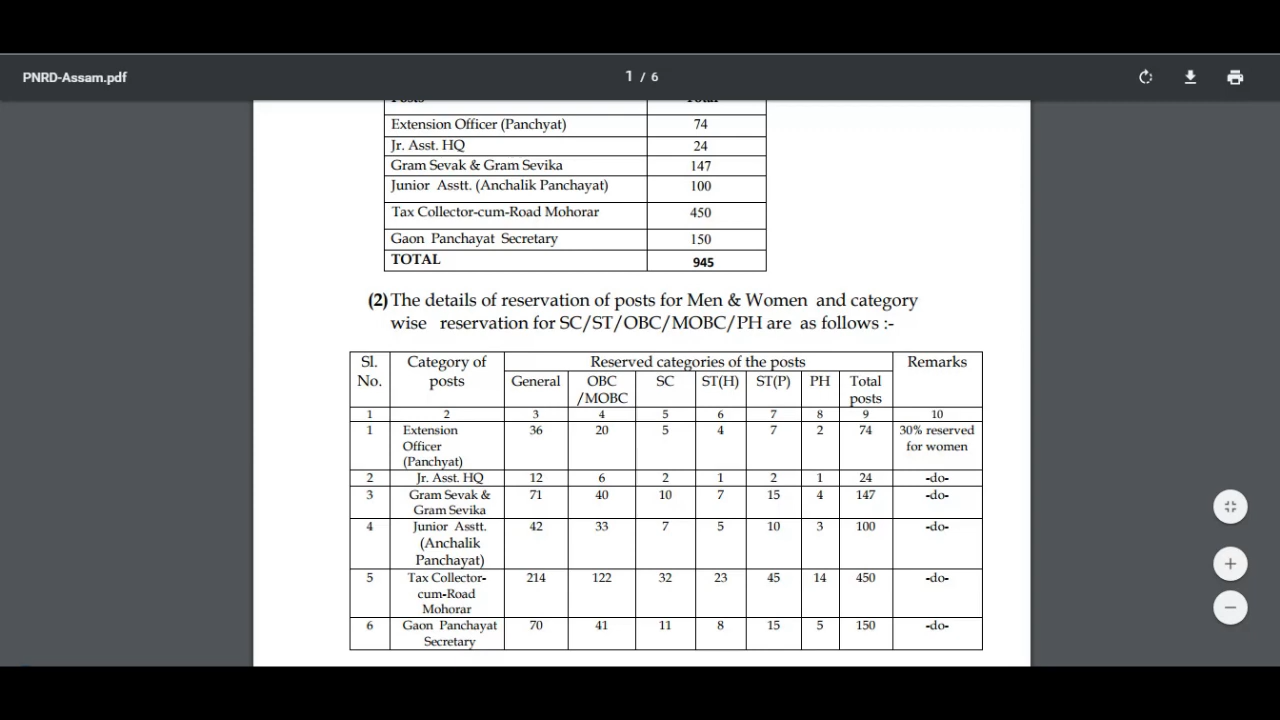 PNRD-Assam.pdf
1 / 6
Posts Total
Extension Officer (Panchyat) 74
Jr. Asst. HQ 24
Gram Sevak & Gram Sevika 147
Junior Asstt. (Anchalik Panchayat) 100
Tax Collector-cum-Road Mohorar 450
Gaon Panchayat Secretary 150
TOTAL 945
(2) The details of reservation of posts for Men & Women and category
wise reservation for SC/ST/OBC/MOBC/PH are as follows :-
Sl. Category of Reserved categories of the posts Remarks
No. posts General OBC SC ST(H) ST(P) PH Total
/MOBC posts
1 2 3 4 5 6 7 8 9 10
1 Extension 36 20 5 4 7 2 74 30% reserved
Officer for women
(Panchyat)
2 Jr. Asst. HQ 12 6 2 1 2 1 24 -do-
3 Gram Sevak & 71 40 10 7 15 4 147 -do-
Gram Sevika
4 Junior Asstt. 42 33 7 5 10 3 100 -do-
(Anchalik
Panchayat)
5 Tax Collector- 214 122 32 23 45 14 450 -do-
cum-Road
Mohorar
6 Gaon Panchayat 70 41 11 8 15 5 150 -do-
Secretary